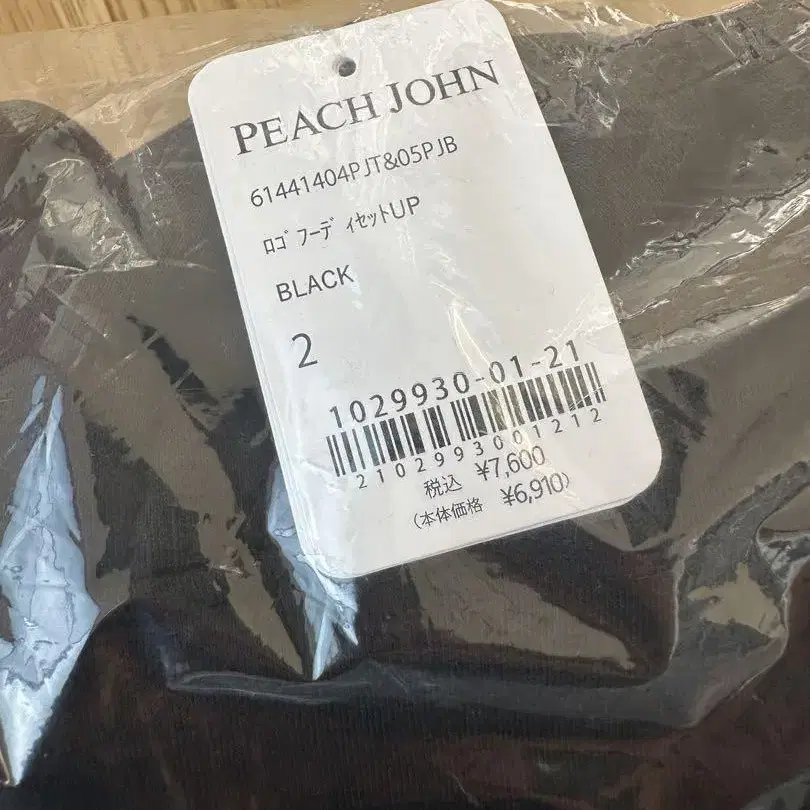 PEACH JOHN
61441404PJT&05PJB
ﾛｺﾞ ﾌｰﾃﾞｨｾｯﾄUP
BLACK
2
1029930-01-21
2102993001212
税込 ¥7,600
(本体価格 ¥6,910)